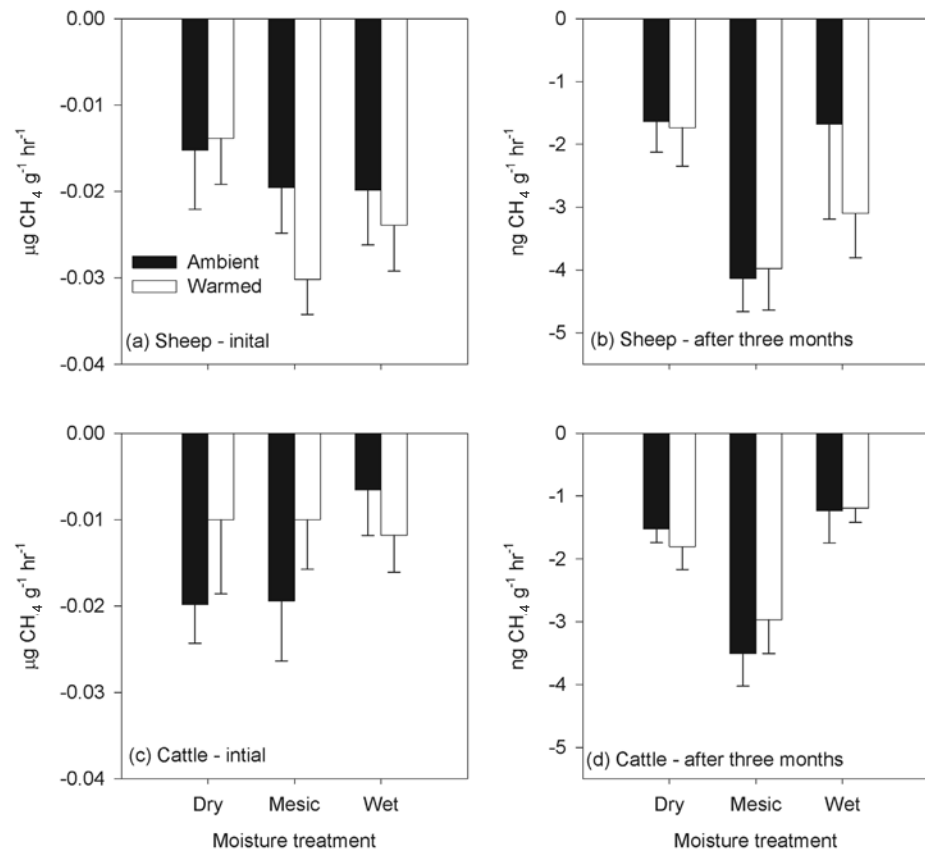 0.00
-0.01
-0.02
-0.03
-0.04
µg CH4 g-1 hr-1
Ambient
Warmed
(a) Sheep - inital
0
-1
-2
-3
-4
-5
ng CH4 g-1 hr-1
(b) Sheep - after three months
0.00
-0.01
-0.02
-0.03
-0.04
µg CH4 g-1 hr-1
(c) Cattle - intial
Dry Mesic Wet
Moisture treatment
0
-1
-2
-3
-4
-5
ng CH4 g-1 hr-1
(d) Cattle - after three months
Dry Mesic Wet
Moisture treatment